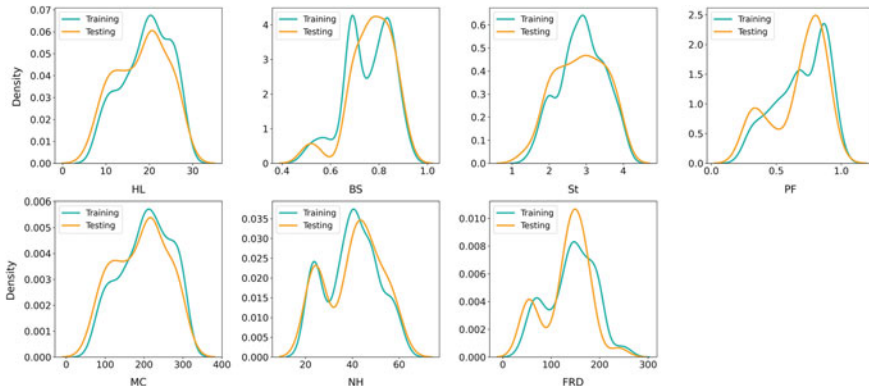 0.07
0.06
0.05
0.04
0.03
0.02
0.01
0.00
Density
0 10 20 30
HL
Training
Testing
4
3
2
1
0
0.4 0.6 0.8 1.0
BS
Training
Testing
0.6
0.5
0.4
0.3
0.2
0.1
0.0
1 2 3 4
St
Training
Testing
2.5
2.0
1.5
1.0
0.5
0.0
0.0 0.5 1.0
PF
Training
Testing
0.006
0.005
0.004
0.003
0.002
0.001
0.000
Density
0 100 200 300 400
MC
Training
Testing
0.035
0.030
0.025
0.020
0.015
0.010
0.005
0.000
20 40 60
NH
Training
Testing
0.010
0.008
0.006
0.004
0.002
0.000
0 100 200 300
FRD
Training
Testing